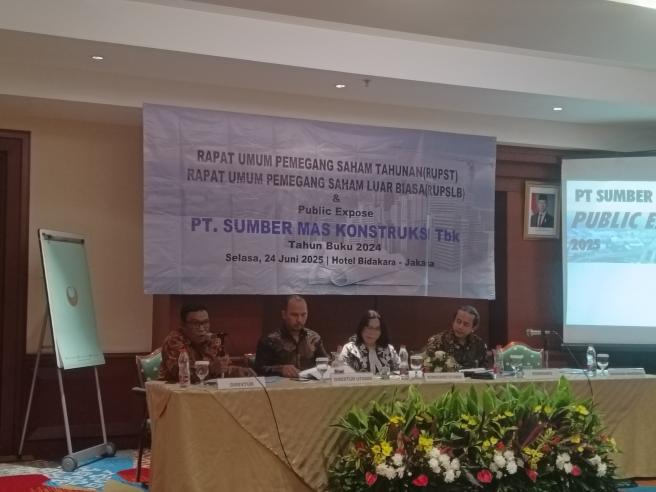 RAPAT UMUM PEMEGANG SAHAM TAHUNAN(RUPST)
RAPAT UMUM PEMEGANG SAHAM LUAR BIASA(RUPSLB)
&
Public Expose
PT. SUMBER MAS KONSTRUKSI Tbk
Tahun Buku 2024
Selasa, 24 Juni 2025 | Hotel Bidakara - Jakarta
PT SUMBER
PUBLIC E
2025
DIREKTUR
DIREKTUR UTAMA